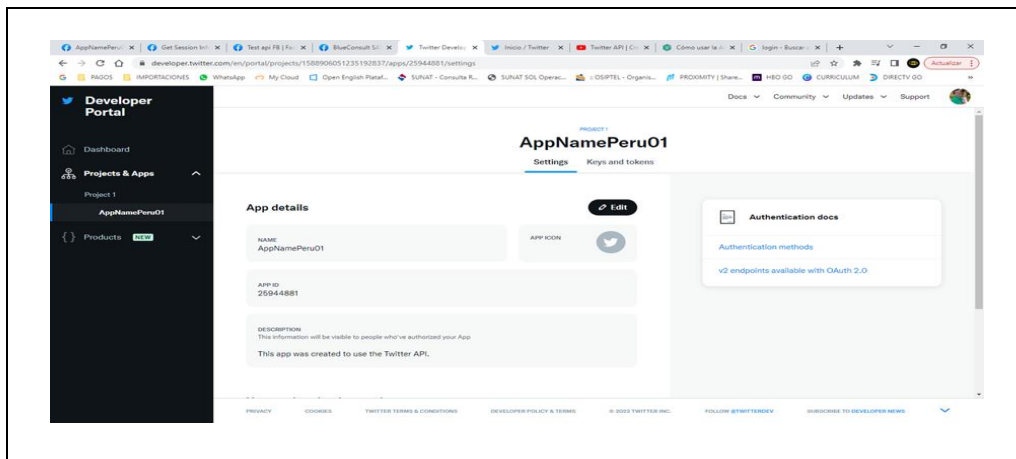 AppNamePeru
Get Session Inf
Test api FB | Fac
BlueConsult S
Twitter Develop
Inicio / Twitter
Twitter API | C
Cómo usar la A
login - Buscar
developer.twitter.com/en/portal/projects/1588906051235192837/apps/25944881/settings
Actualizar
G PAGOS IMPORTACIONES WhatsApp My Cloud Open English Plataf... SUNAT - Consulta R... SUNAT SOL Operac... :: OSIPTEL - Organis... PROXIMITY | Share... HBO GO CURRICULUM DIRECTV GO
Developer
Portal
Docs Community Updates Support
PROJECT 1
AppNamePeru01
Settings Keys and tokens
Dashboard
Projects & Apps
Project 1
AppNamePeru01
{ } Products NEW
App details
Edit
NAME
AppNamePeru01
APP ICON
APP ID
25944881
DESCRIPTION
This information will be visible to people who've authorized your App
This app was created to use the Twitter API.
Authentication docs
Authentication methods
v2 endpoints available with OAuth 2.0
PRIVACY COOKIES TWITTER TERMS & CONDITIONS DEVELOPER POLICY & TERMS © 2022 TWITTER INC. FOLLOW @TWITTERDEV SUBSCRIBE TO DEVELOPER NEWS